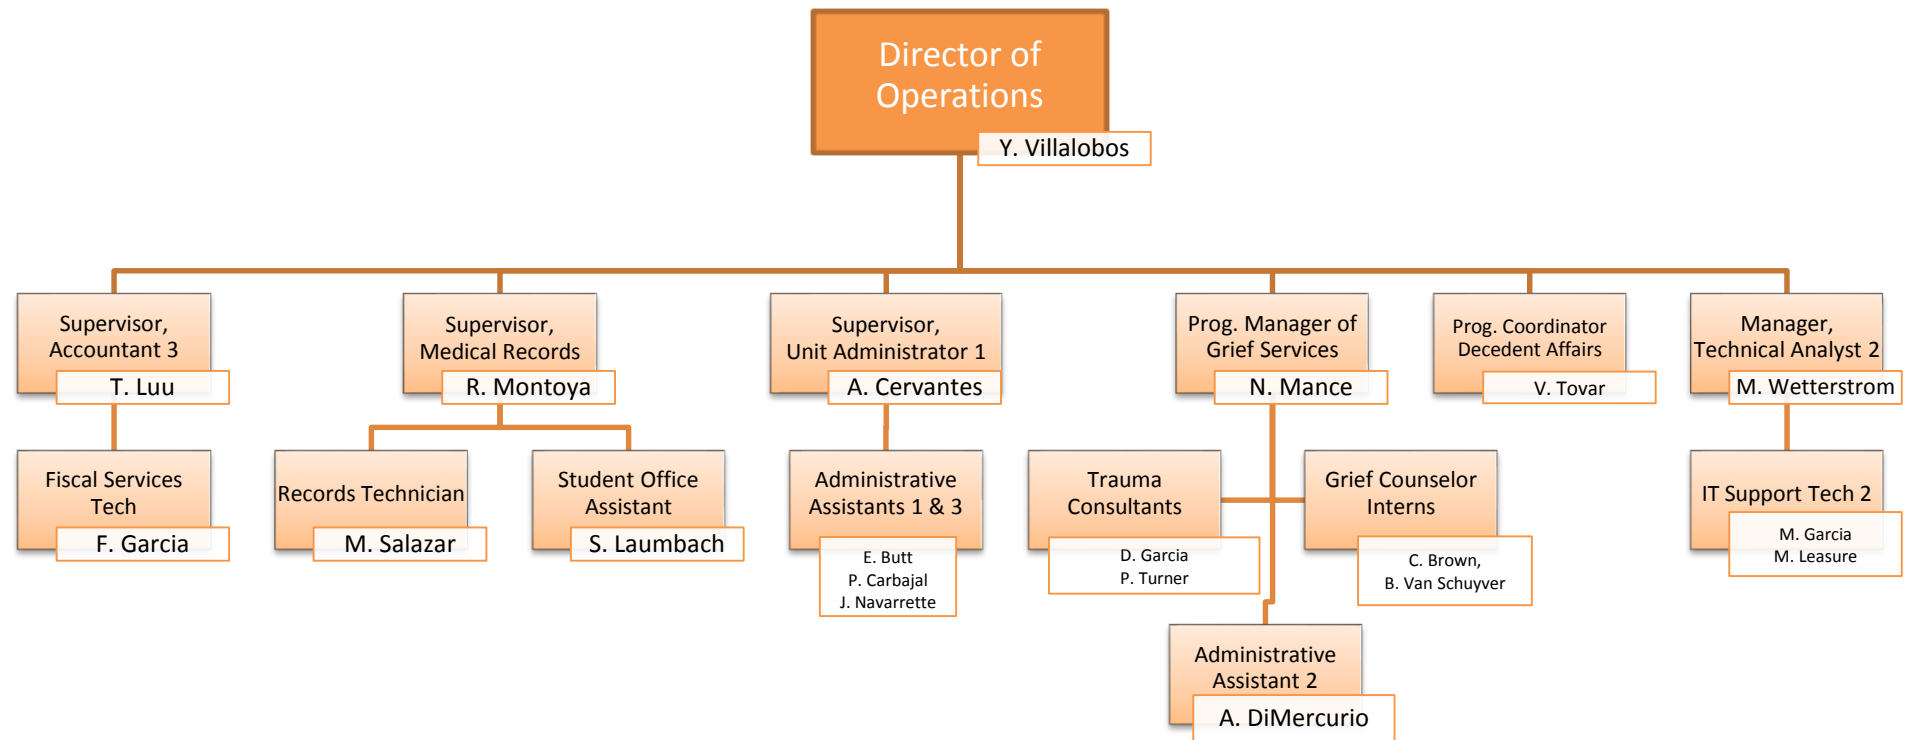 Director of
Operations
Y. Villalobos
Supervisor,
Accountant 3
T. Luu
Supervisor,
Medical Records
R. Montoya
Supervisor,
Unit Administrator 1
A. Cervantes
Prog. Manager of
Grief Services
N. Mance
Prog. Coordinator
Decedent Affairs
V. Tovar
Manager,
Technical Analyst 2
M. Wetterstrom
Fiscal Services
Tech
F. Garcia
Records Technician
M. Salazar
Student Office
Assistant
S. Laumbach
Administrative
Assistants 1 & 3
E. Butt
P. Carbajal
J. Navarrette
Trauma
Consultants
D. Garcia
P. Turner
Grief Counselor
Interns
C. Brown,
B. Van Schuyver
IT Support Tech 2
M. Garcia
M. Leasure
Administrative
Assistant 2
A. DiMercurio